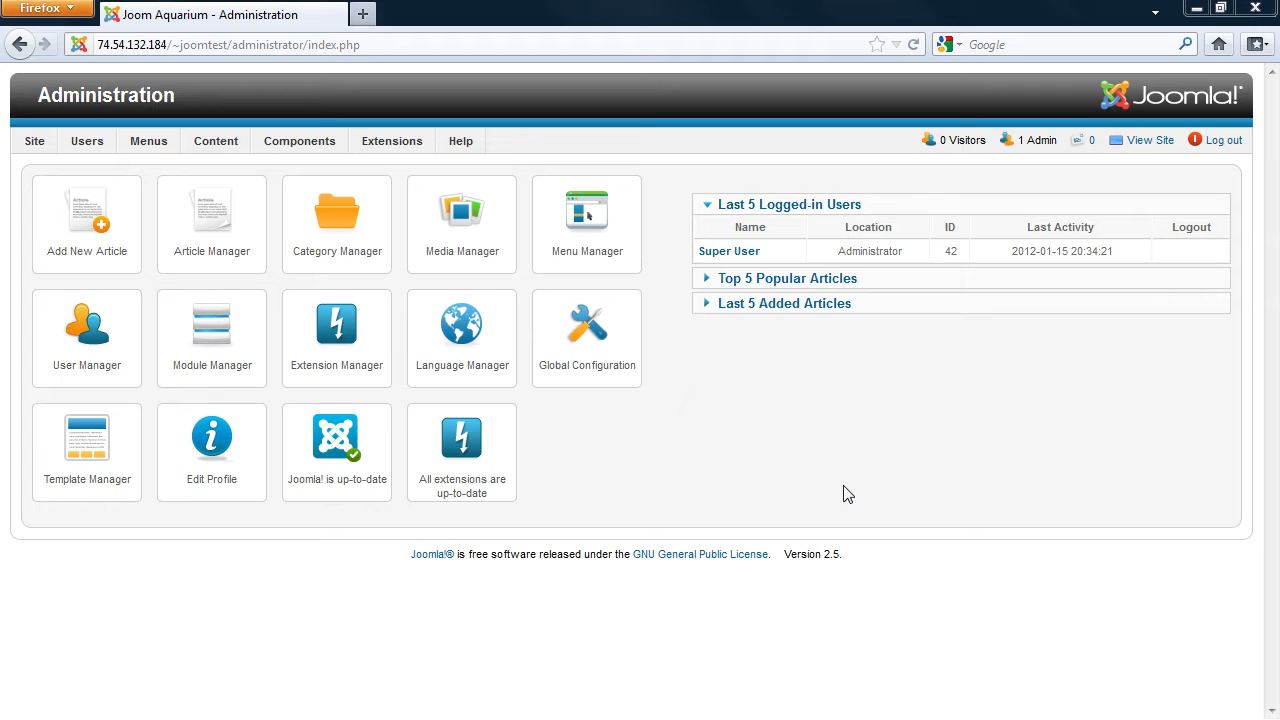 Firefox
Joom Aquarium - Administration
74.54.132.184/~joomtest/administrator/index.php
Google
Administration
Joomla!®
Site Users Menus Content Components Extensions Help
0 Visitors 1 Admin 0 View Site Log out
Add New Article
Article Manager
Category Manager
Media Manager
Menu Manager
User Manager
Module Manager
Extension Manager
Language Manager
Global Configuration
Template Manager
Edit Profile
Joomla! is up-to-date
All extensions are
up-to-date
Last 5 Logged-in Users
Name Location ID Last Activity Logout
Super User Administrator 42 2012-01-15 20:34:21
Top 5 Popular Articles
Last 5 Added Articles
Joomla!® is free software released under the GNU General Public License. Version 2.5.